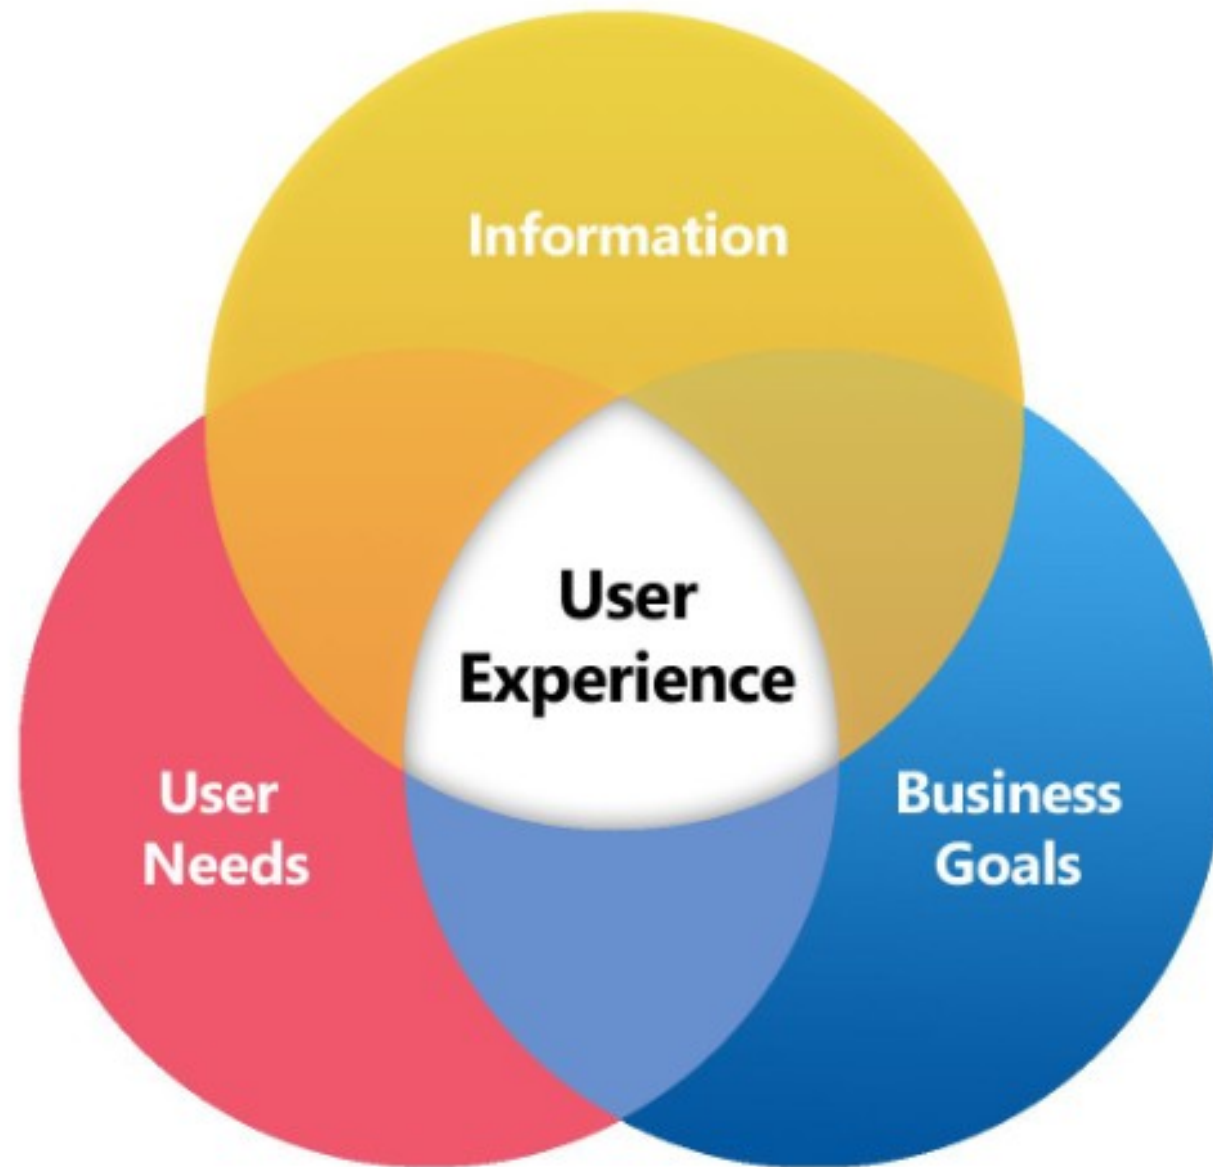 Information
User
Experience
User
Needs
Business
Goals